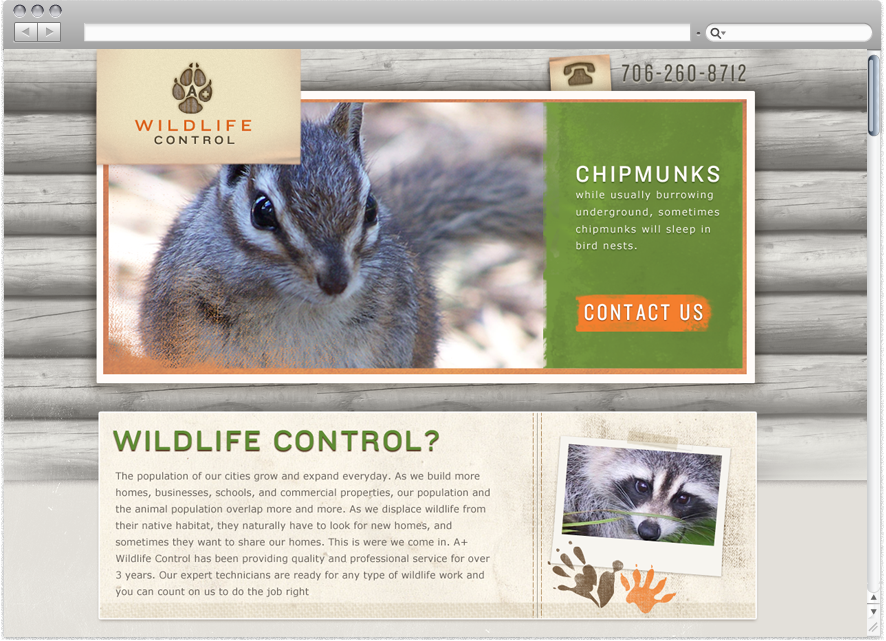 A+
WILDLIFE
CONTROL
706-260-8712
CHIPMUNKS
while usually burrowing
underground, sometimes
chipmunks will sleep in
bird nests.
CONTACT US
WILDLIFE CONTROL?
The population of our cities grow and expand everyday. As we build more
homes, businesses, schools, and commercial properties, our population and
the animal population overlap more and more. As we displace wildlife from
their native habitat, they naturally have to look for new homes, and
sometimes they want to share our homes. This is were we come in. A+
Wildlife Control has been providing quality and professional service for over
3 years. Our expert technicians are ready for any type of wildlife work and
you can count on us to do the job right